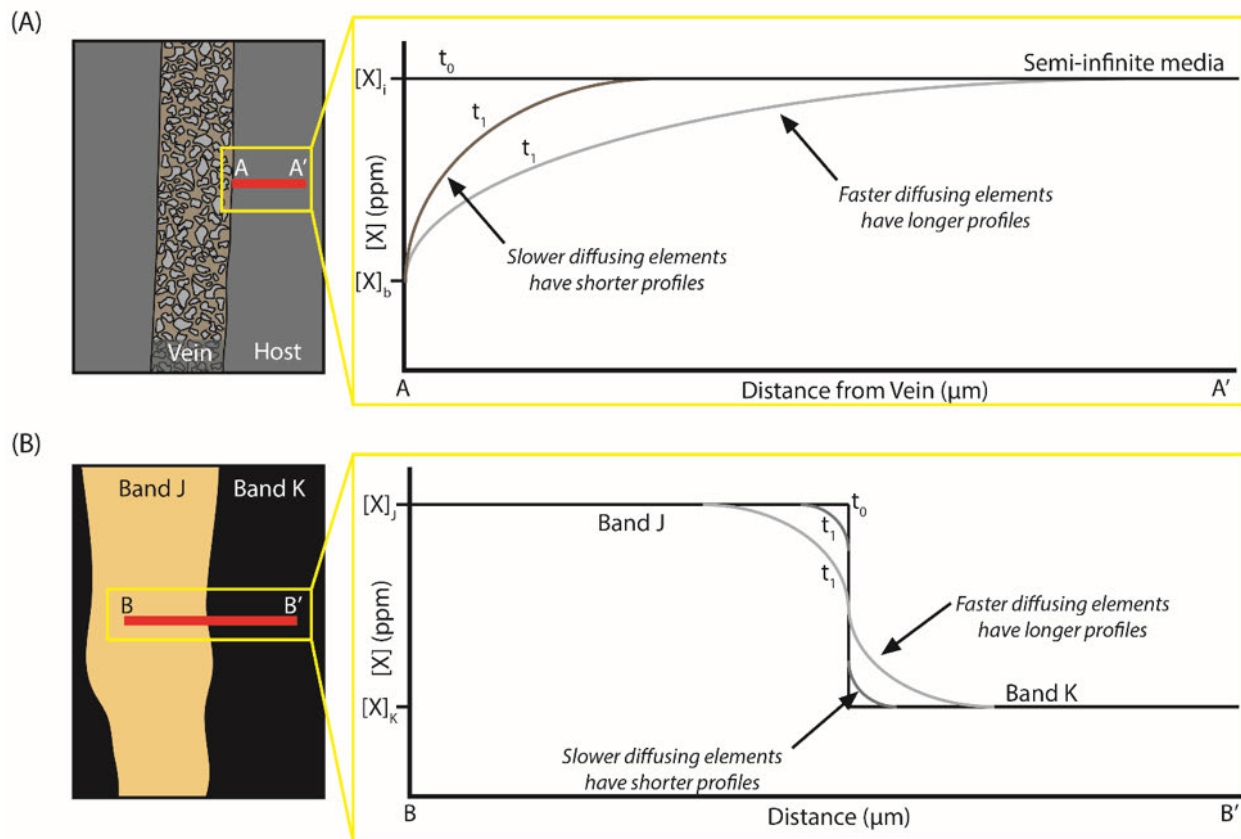 (A)
A A'
Vein Host
t₀
Semi-infinite media
[X]ᵢ
t₁
t₁
Faster diffusing elements
have longer profiles
[X] (ppm)
Slower diffusing elements
have shorter profiles
[X]b
A Distance from Vein (µm) A'
(B)
Band J Band K
B B'
[X]J
t₀
Band J
t₁
t₁
Faster diffusing elements
have longer profiles
[X] (ppm)
Band K
[X]K
Slower diffusing elements
have shorter profiles
B Distance (µm) B'